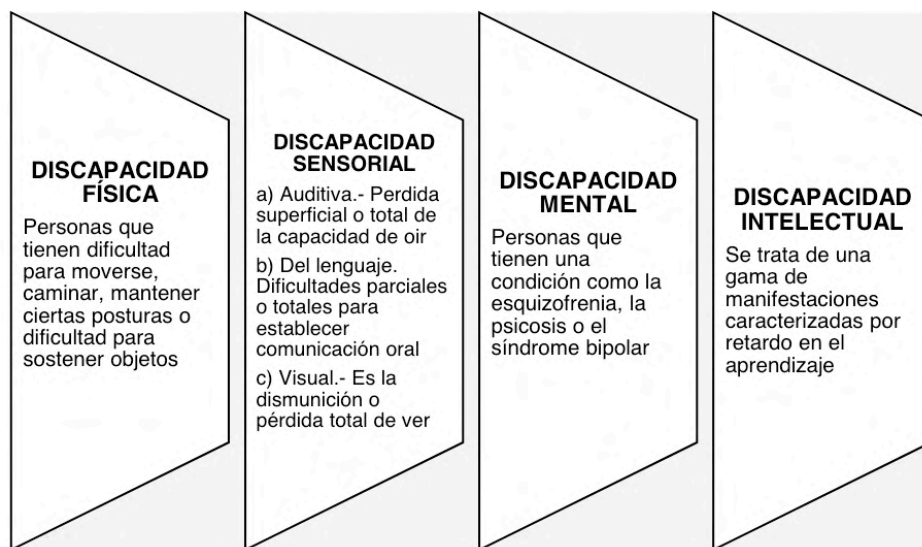 DISCAPACIDAD
FÍSICA
Personas que
tienen dificultad
para moverse,
caminar, mantener
ciertas posturas o
dificultad para
sostener objetos
DISCAPACIDAD
SENSORIAL
a) Auditiva.- Perdida
superficial o total de
la capacidad de oir
b) Del lenguaje.
Dificultades parciales
o totales para
establecer
comunicación oral
c) Visual.- Es la
dismunición o
pérdida total de ver
DISCAPACIDAD
MENTAL
Personas que
tienen una
condición como la
esquizofrenia, la
psicosis o el
síndrome bipolar
DISCAPACIDAD
INTELECTUAL
Se trata de una
gama de
manifestaciones
caracterizadas por
retardo en el
aprendizaje